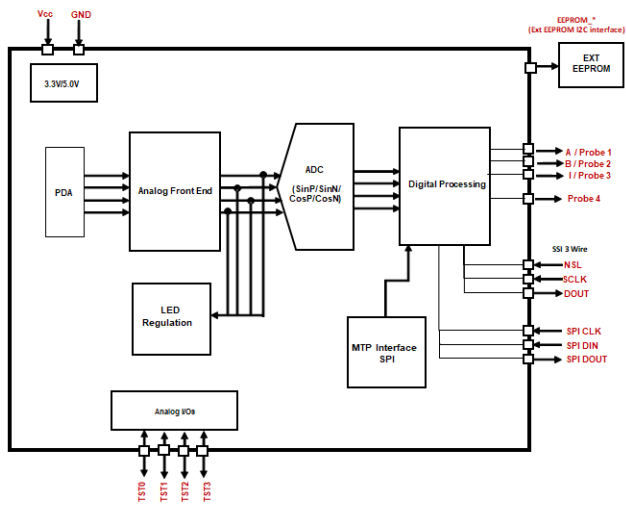 Vcc
GND
EEPROM_*
(Ext EEPROM I2C interface)
3.3V/5.0V
EXT
EEPROM
PDA
Analog Front End
ADC
(SinP/SinN/
CosP/CosN)
Digital Processing
A / Probe 1
B / Probe 2
I / Probe 3
Probe 4
SSI 3 Wire
NSL
SCLK
DOUT
LED
Regulation
MTP Interface
SPI
SPI CLK
SPI DIN
SPI DOUT
Analog I/Os
TST0
TST1
TST2
TST3